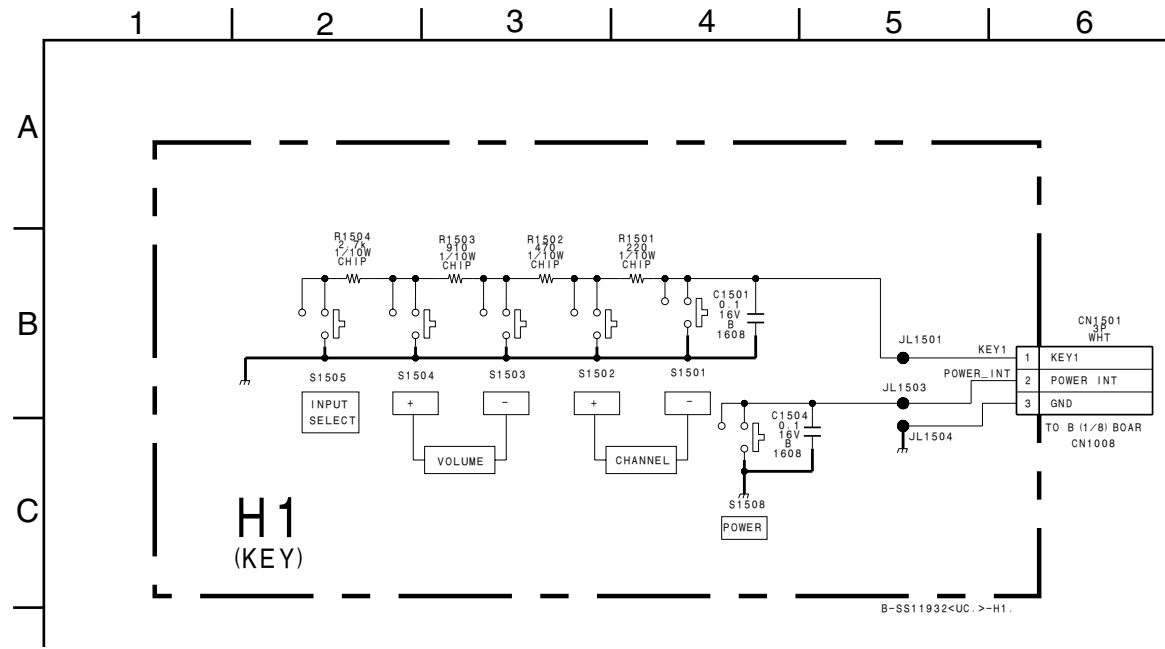 1 2 3 4 5 6
A
B
C
R1504
2.7k
1/10W
CHIP
R1503
910
1/10W
CHIP
R1502
470
1/10W
CHIP
R1501
220
1/10W
CHIP
C1501
0.1
16V
B
1608
JL1501
CN1501
3P
WHT
KEY1
1 KEY1
POWER_INT
2 POWER INT
3 GND
JL1503
JL1504
TO B (1/8) BOAR
CN1008
S1505
INPUT
SELECT
S1504
+
S1503
-
VOLUME
S1502
+
S1501
-
CHANNEL
C1504
0.1
16V
B
1608
S1508
POWER
H1
(KEY)
B-SS11932<UC.>-H1.